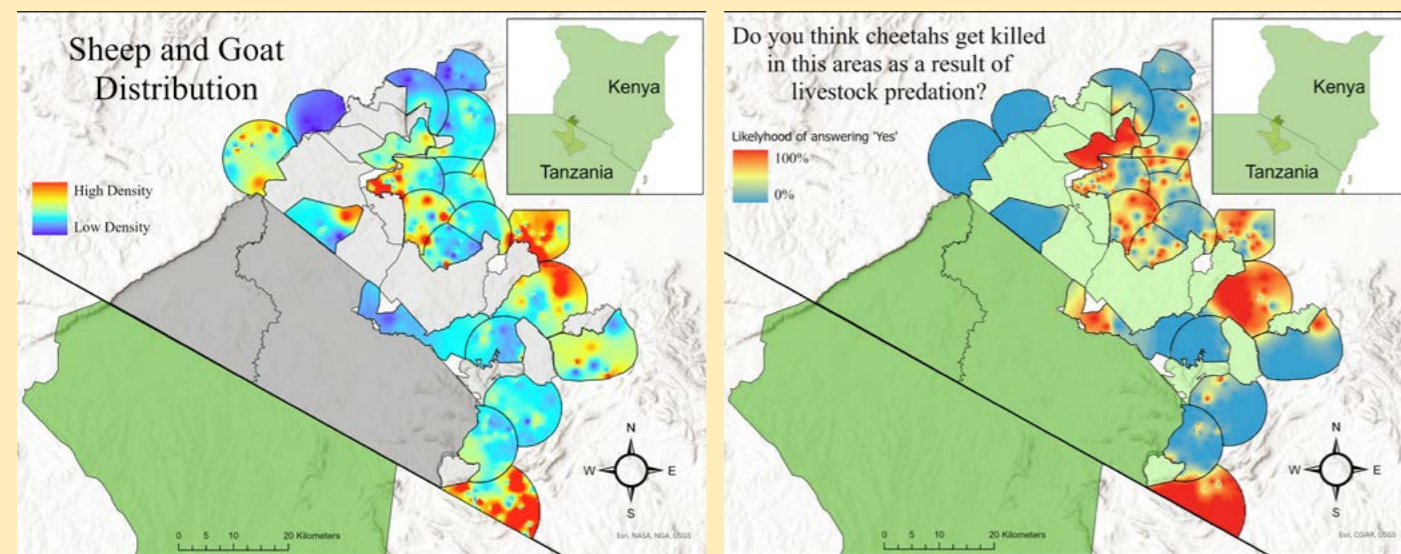 Sheep and Goat
Distribution
High Density
Low Density
Kenya
Tanzania
N
W
E
S
0 5 10 20 Kilometers
Esri, NASA, NGA, USGS
Do you think cheetahs get killed
in this areas as a result of
livestock predation?
Likelyhood of answering 'Yes'
100%
0%
Kenya
Tanzania
N
W
E
S
0 5 10 20 Kilometers
Esri, CGIAR, USGS